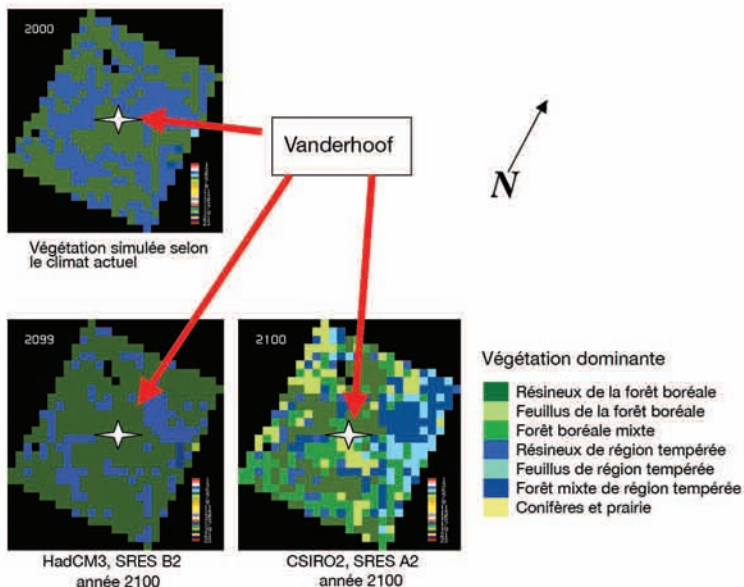 2000
Vanderhoof
N
Végétation simulée selon
le climat actuel
2099
2100
Végétation dominante
Résineux de la forêt boréale
Feuillus de la forêt boréale
Forêt boréale mixte
Résineux de région tempérée
Feuillus de région tempérée
Forêt mixte de région tempérée
Conifères et prairie
HadCM3, SRES B2
année 2100
CSIRO2, SRES A2
année 2100